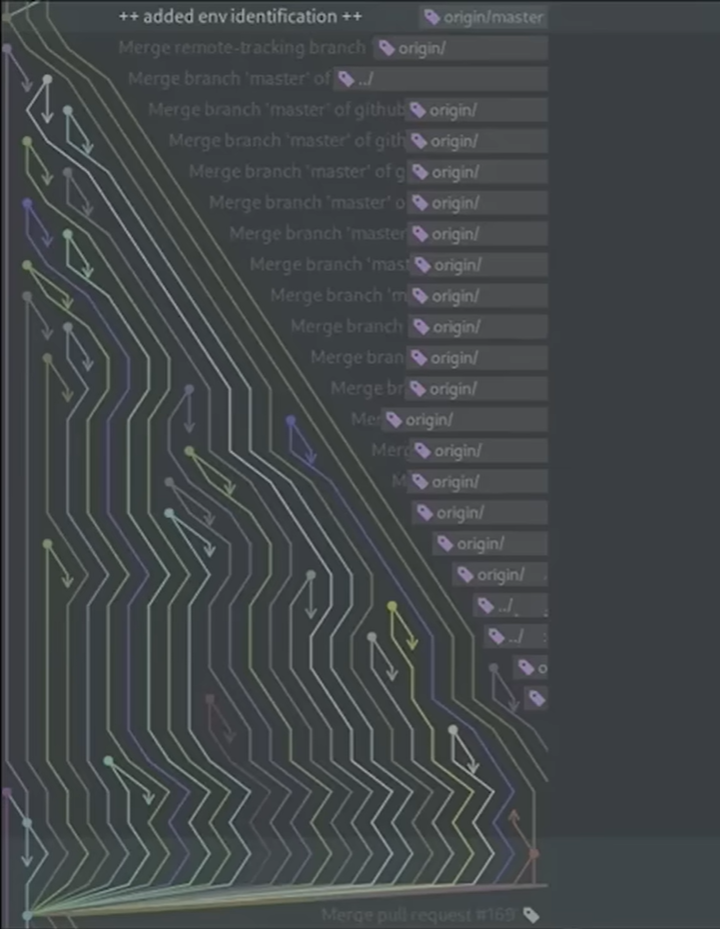 ++ added env identification ++ origin/master
Merge remote-tracking branch origin/
Merge branch 'master' of ../
Merge branch 'master' of github origin/
Merge branch 'master' of gith origin/
Merge branch 'master' of g origin/
Merge branch 'master' o origin/
Merge branch 'master origin/
Merge branch 'mas origin/
Merge branch 'm origin/
Merge branch origin/
Merge bran origin/
Merge br origin/
Mer origin/
Merg origin/
M origin/
origin/
origin/
origin/
../
../
o
Merge pull request #169